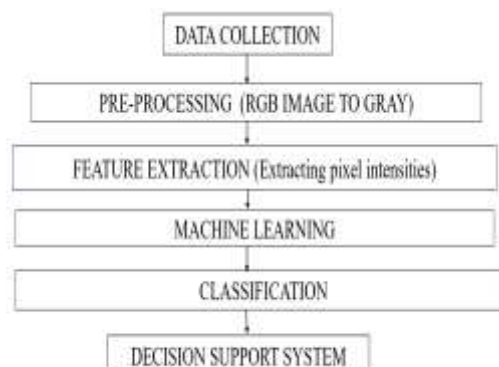 DATA COLLECTION
PRE-PROCESSING (RGB IMAGE TO GRAY)
FEATURE EXTRACTION (Extracting pixel intensities)
MACHINE LEARNING
CLASSIFICATION
DECISION SUPPORT SYSTEM